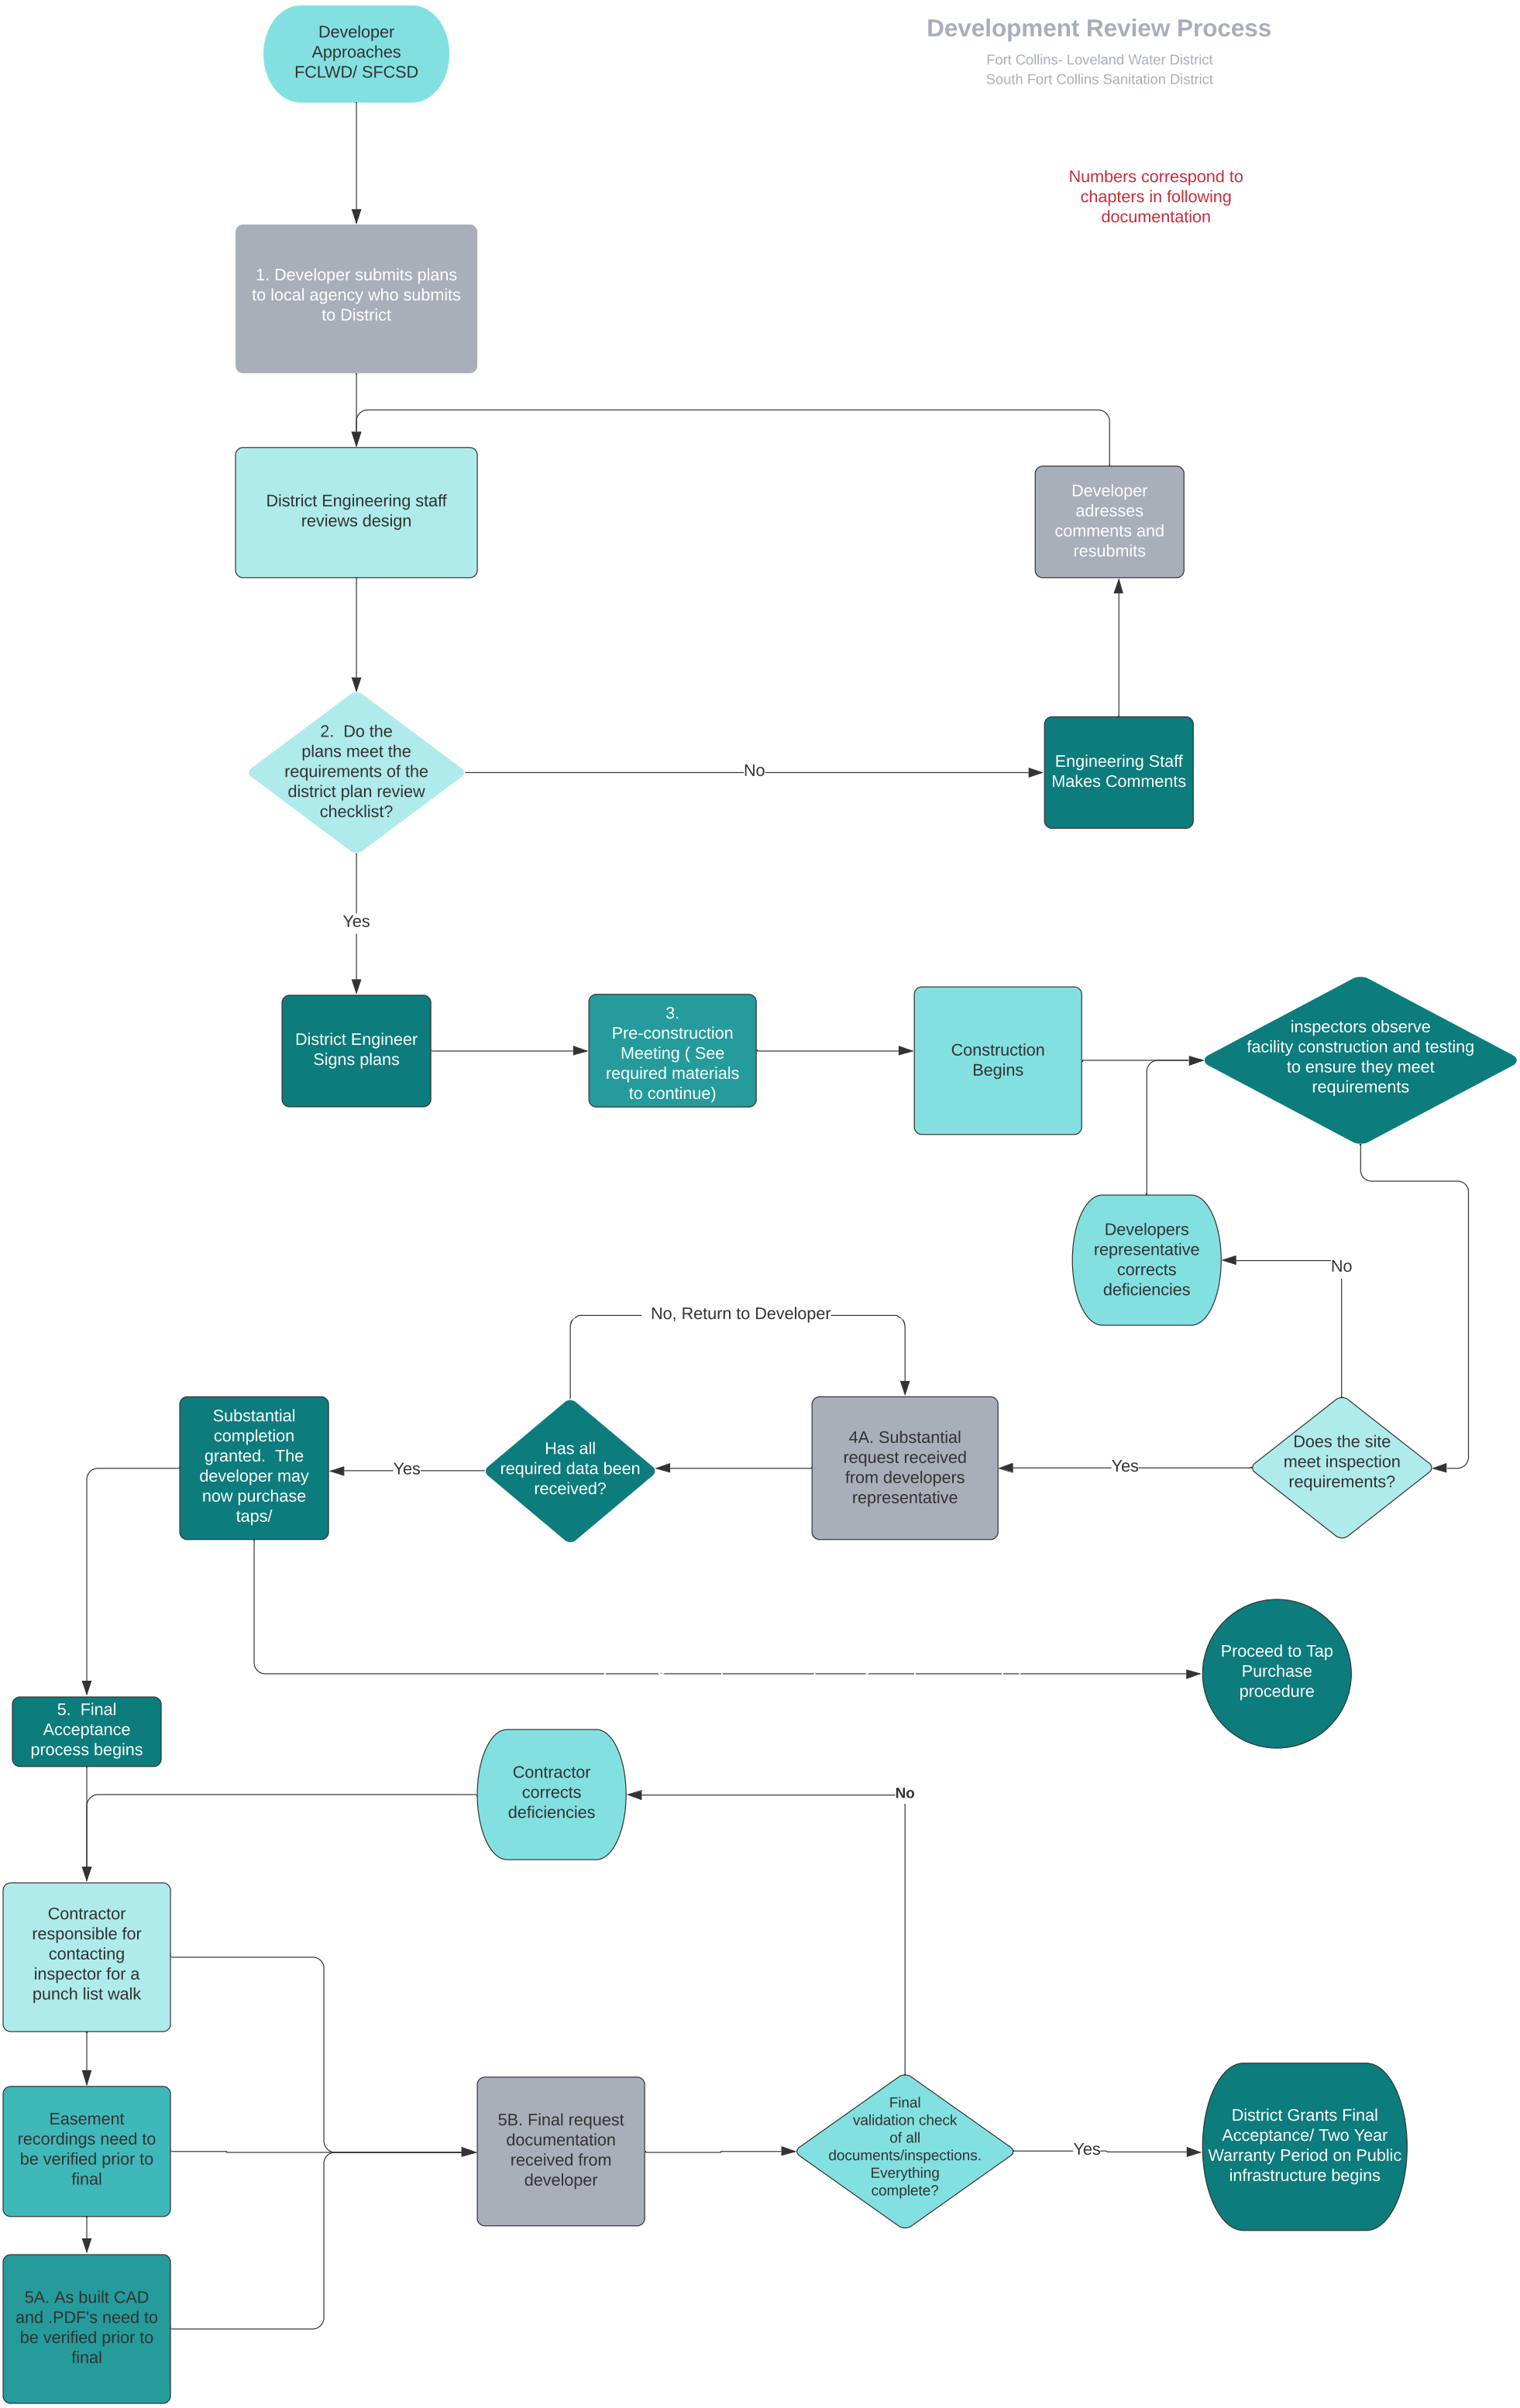 Developer
Approaches
FCLWD/ SFCSD
Development Review Process
Fort Collins- Loveland Water District
South Fort Collins Sanitation District
Numbers correspond to
chapters in following
documentation
1. Developer submits plans
to local agency who submits
to District
District Engineering staff
reviews design
Developer
adresses
comments and
resubmits
2.  Do the
plans meet the
requirements of the
district plan review
checklist?
No
Engineering Staff
Makes Comments
Yes
District Engineer
Signs plans
3.
Pre-construction
Meeting ( See
required materials
to continue)
Construction
Begins
inspectors observe
facility construction and testing
to ensure they meet
requirements
Developers
representative
corrects
deficiencies
No
No, Return to Developer
Substantial
completion
granted.  The
developer may
now purchase
taps/
Yes
Has all
required data been
received?
4A. Substantial
request received
from developers
representative
Yes
Does the site
meet inspection
requirements?
Proceed to Tap
Purchase
procedure
5.  Final
Acceptance
process begins
Contractor
corrects
deficiencies
No
Contractor
responsible for
contacting
inspector for a
punch list walk
Easement
recordings need to
be verified prior to
final
5B. Final request
documentation
received from
developer
Final
validation check
of all
documents/inspections.
Everything
complete?
Yes
District Grants Final
Acceptance/ Two Year
Warranty Period on Public
infrastructure begins
5A. As built CAD
and .PDF's need to
be verified prior to
final